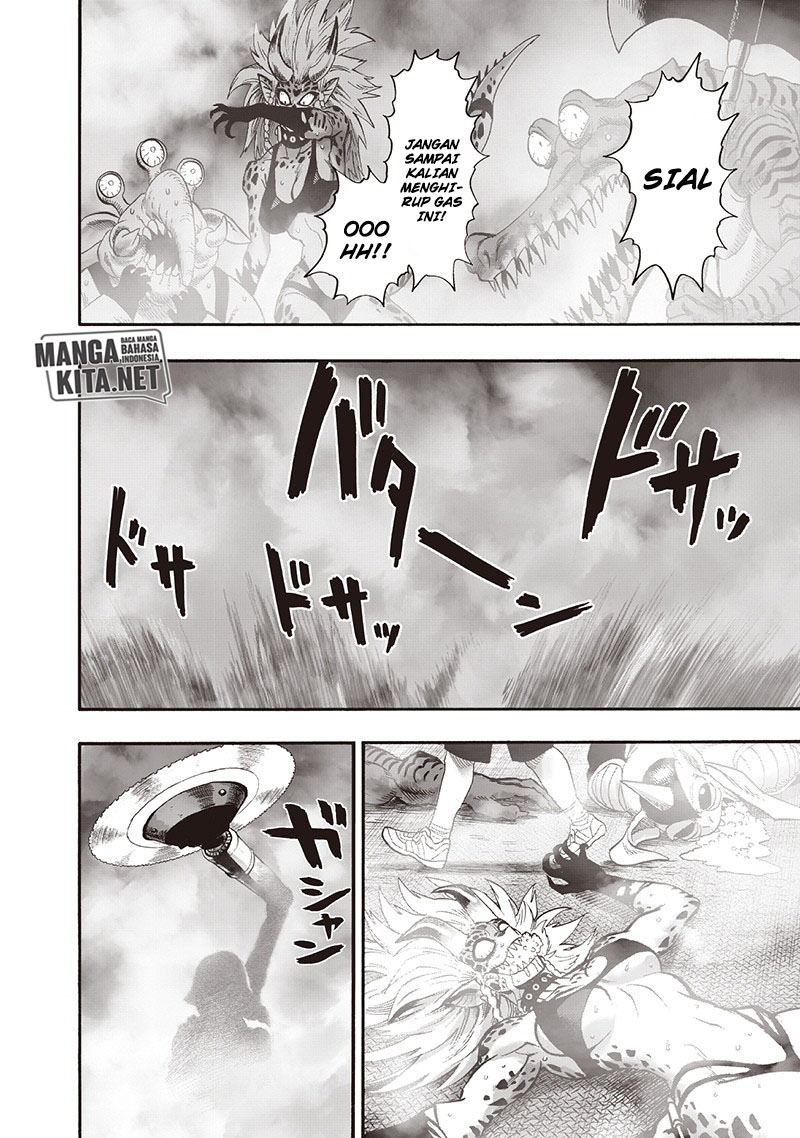 SIAL
JANGAN
SAMPAI
KALIAN
MENGHI-
RUP GAS
INI!
OOO
HH!!
MANGA
KITA.NET
BACA MANGA
BAHASA
INDONESIA
ドサッ
バターン
ドサッ
ドサ
ガシャン